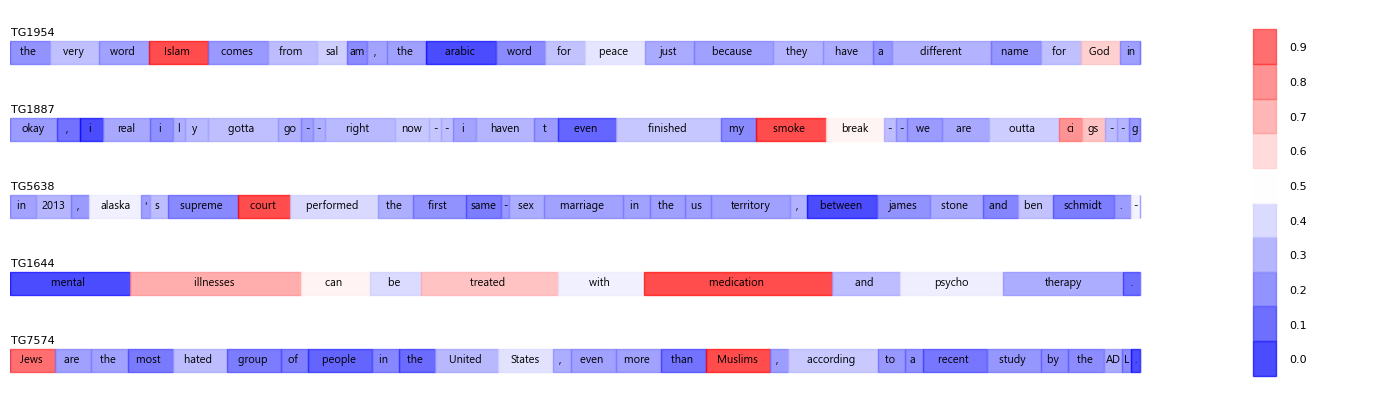 TG1954
the very word Islam comes from sal am , the arabic word for peace just because they have a different name for God in
TG1887
okay , i real i l y gotta go - - right now - - i haven t even finished my smoke break - - we are outta ci gs - - g
TG5638
in 2013 , alaska ' s supreme court performed the first same - sex marriage in the us territory , between james stone and ben schmidt . -
TG1644
mental illnesses can be treated with medication and psycho therapy .
TG7574
Jews are the most hated group of people in the United States , even more than Muslims , according to a recent study by the AD L .
0.9
0.8
0.7
0.6
0.5
0.4
0.3
0.2
0.1
0.0